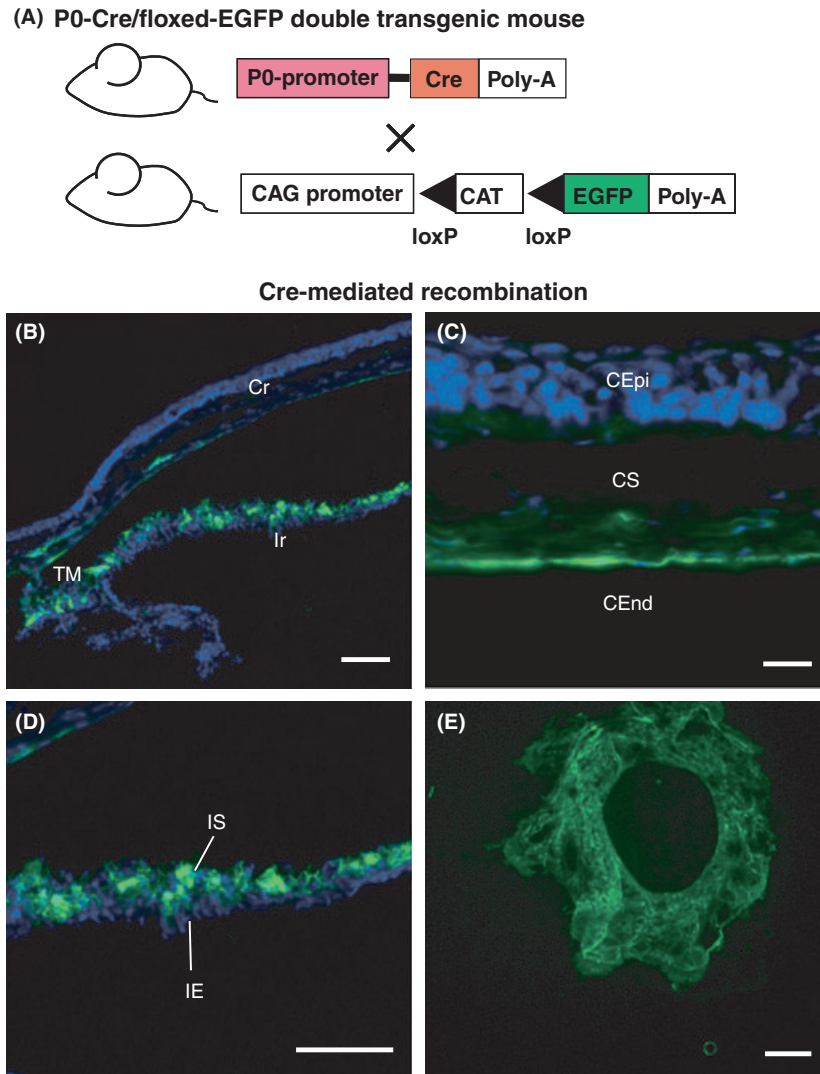 (A) P0-Cre/floxed-EGFP double transgenic mouse
P0-promoter Cre Poly-A
CAG promoter CAT EGFP Poly-A
loxP loxP
Cre-mediated recombination
(B)
Cr
Ir
TM
(C)
CEpi
CS
CEnd
(D)
IS
IE
(E)